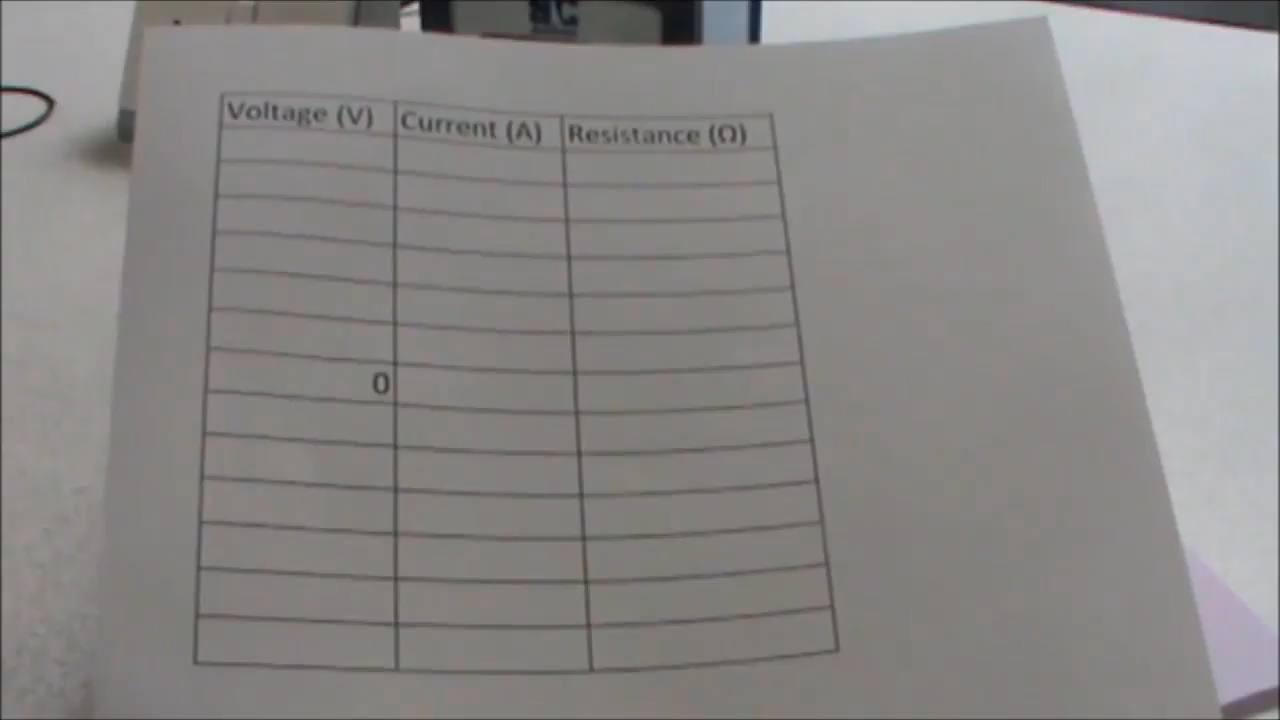 Voltage (V) Current (A) Resistance (Ω)
0